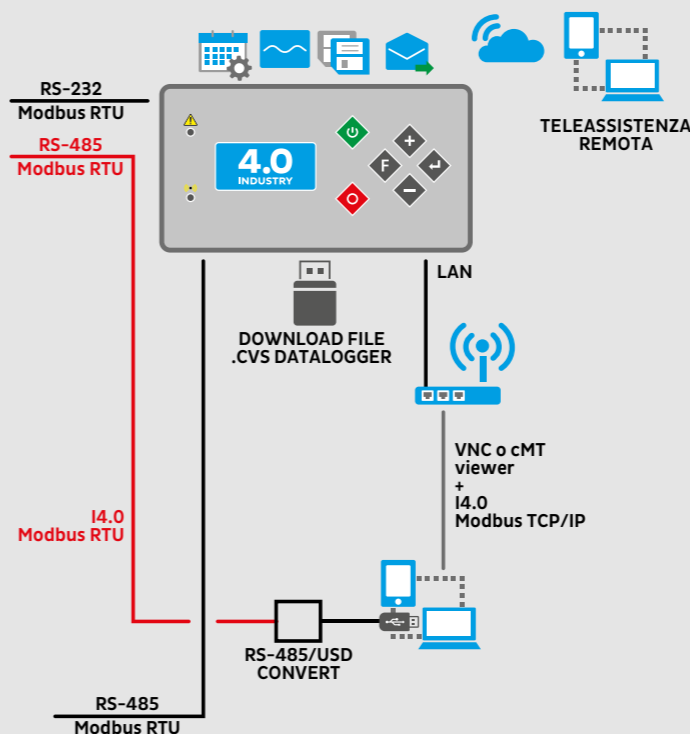 RS-232
Modbus RTU
RS-485
Modbus RTU
4.0
INDUSTRY
F
+
−
TELEASSISTENZA
REMOTA
LAN
DOWNLOAD FILE
.CVS DATALOGGER
VNC o cMT
viewer
+
I4.0
Modbus TCP/IP
I4.0
Modbus RTU
RS-485/USD
CONVERT
RS-485
Modbus RTU